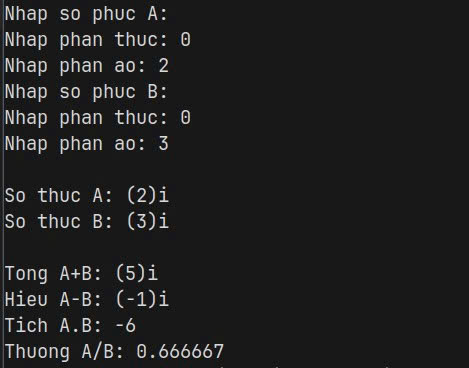 Nhap so phuc A:
Nhap phan thuc: 0
Nhap phan ao: 2
Nhap so phuc B:
Nhap phan thuc: 0
Nhap phan ao: 3
So thuc A: (2)i
So thuc B: (3)i
Tong A+B: (5)i
Hieu A-B: (-1)i
Tich A.B: -6
Thuong A/B: 0.666667